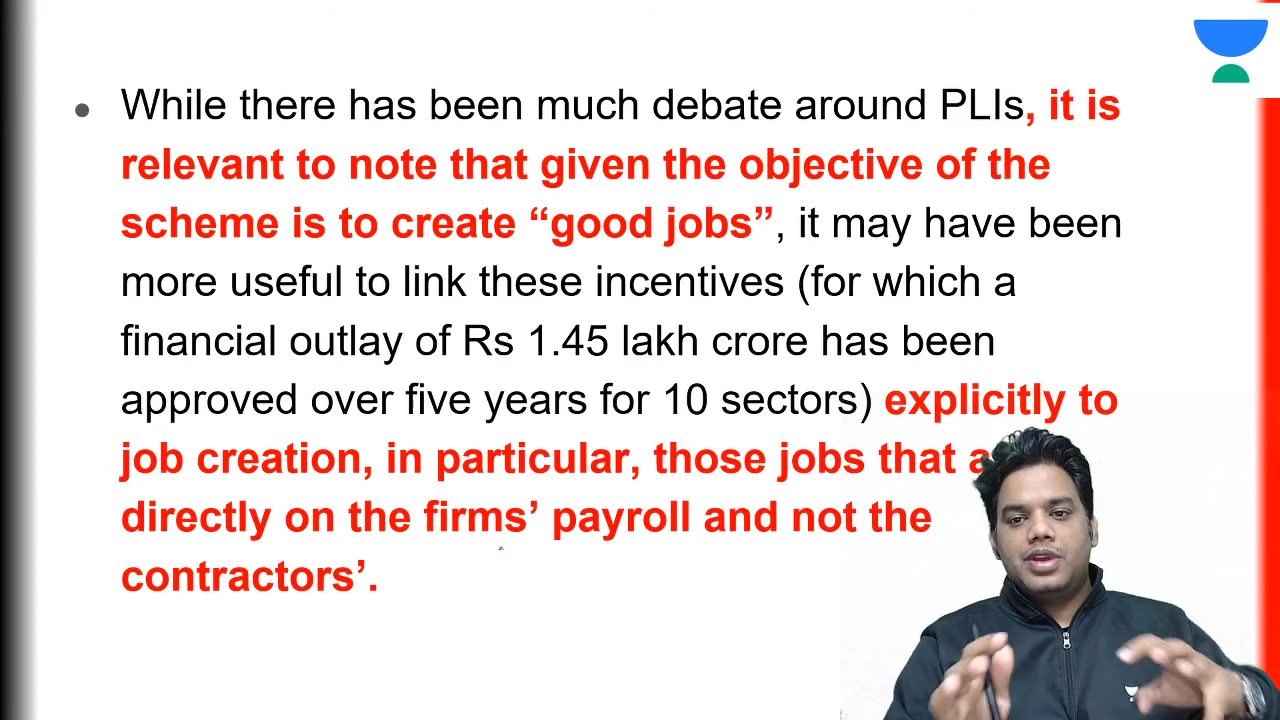 While there has been much debate around PLIs, it is
relevant to note that given the objective of the
scheme is to create “good jobs”, it may have been
more useful to link these incentives (for which a
financial outlay of Rs 1.45 lakh crore has been
approved over five years for 10 sectors) explicitly to
job creation, in particular, those jobs that
directly on the firms’ payroll and not the
contractors’.